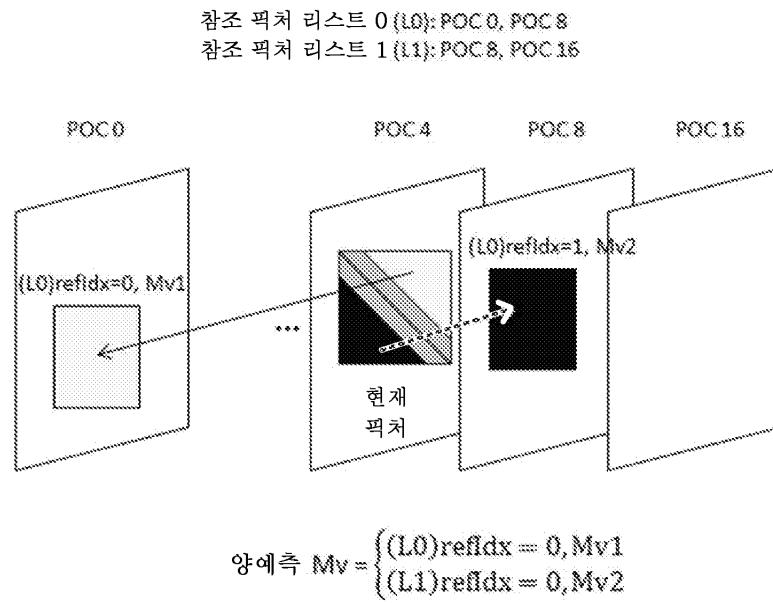 참조 픽처 리스트 0 (L0): POC 0, POC 8
참조 픽처 리스트 1 (L1): POC 8, POC 16
POC 0
POC 4
POC 8
POC 16
(L0)refIdx=0, Mv1
(L0)refIdx=1, Mv2
...
현재
픽처
양예측 Mv = {(L0)refIdx = 0, Mv1
(L1)refIdx = 0, Mv2